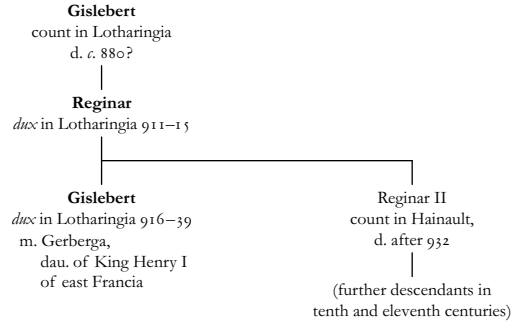 Gislebert
count in Lotharingia
d. c. 880?
Reginar
dux in Lotharingia 911–15
Gislebert
dux in Lotharingia 916–39
m. Gerberga,
dau. of King Henry I
of east Francia
Reginar II
count in Hainault,
d. after 932
(further descendants in
tenth and eleventh centuries)